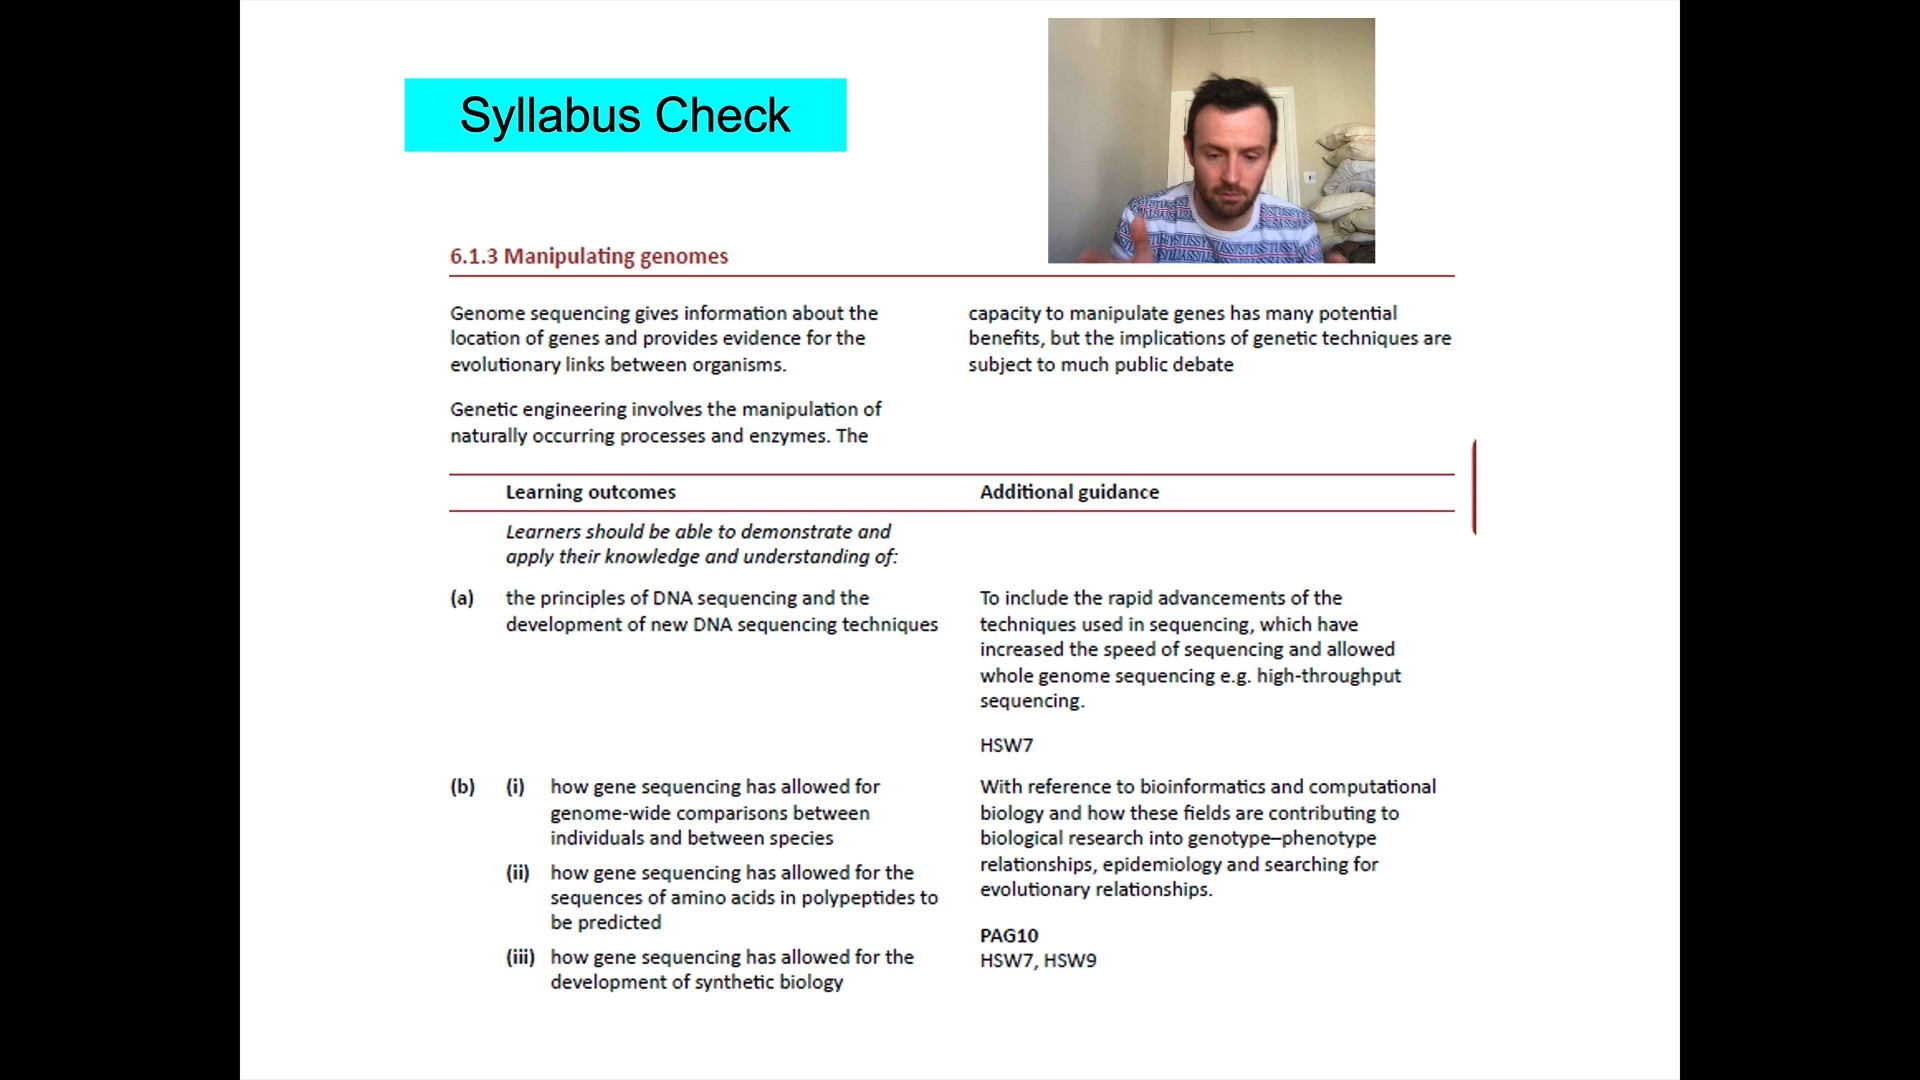 Syllabus Check
6.1.3 Manipulating genomes
Genome sequencing gives information about the
location of genes and provides evidence for the
evolutionary links between organisms.
Genetic engineering involves the manipulation of
naturally occurring processes and enzymes. The
capacity to manipulate genes has many potential
benefits, but the implications of genetic techniques are
subject to much public debate
Learning outcomes
Additional guidance
Learners should be able to demonstrate and
apply their knowledge and understanding of:
(a) the principles of DNA sequencing and the
development of new DNA sequencing techniques
To include the rapid advancements of the
techniques used in sequencing, which have
increased the speed of sequencing and allowed
whole genome sequencing e.g. high-throughput
sequencing.
HSW7
(b) (i) how gene sequencing has allowed for
genome-wide comparisons between
individuals and between species
(ii) how gene sequencing has allowed for the
sequences of amino acids in polypeptides to
be predicted
(iii) how gene sequencing has allowed for the
development of synthetic biology
With reference to bioinformatics and computational
biology and how these fields are contributing to
biological research into genotype–phenotype
relationships, epidemiology and searching for
evolutionary relationships.
PAG10
HSW7, HSW9